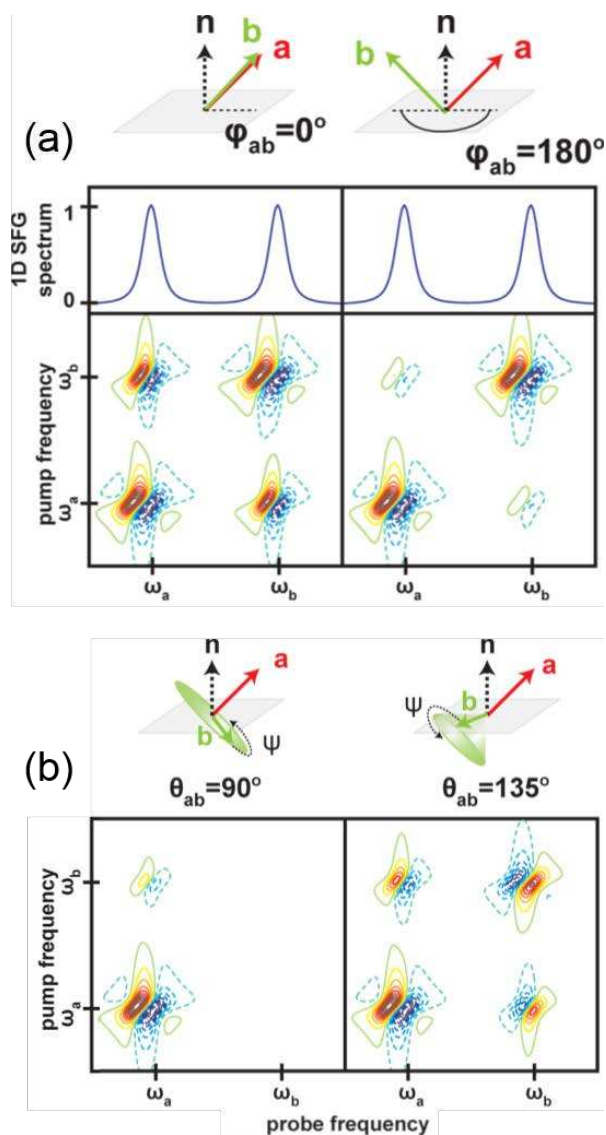 n
b
a
φab=0°
n
b
a
φab=180°
(a)
1D SFG
spectrum
1
0
pump frequency
ωb
ωa
ωa
ωb
ωa
ωb
n
a
b
ψ
θab=90°
n
a
b
ψ
θab=135°
(b)
pump frequency
ωb
ωa
ωa
ωb
ωa
ωb
probe frequency